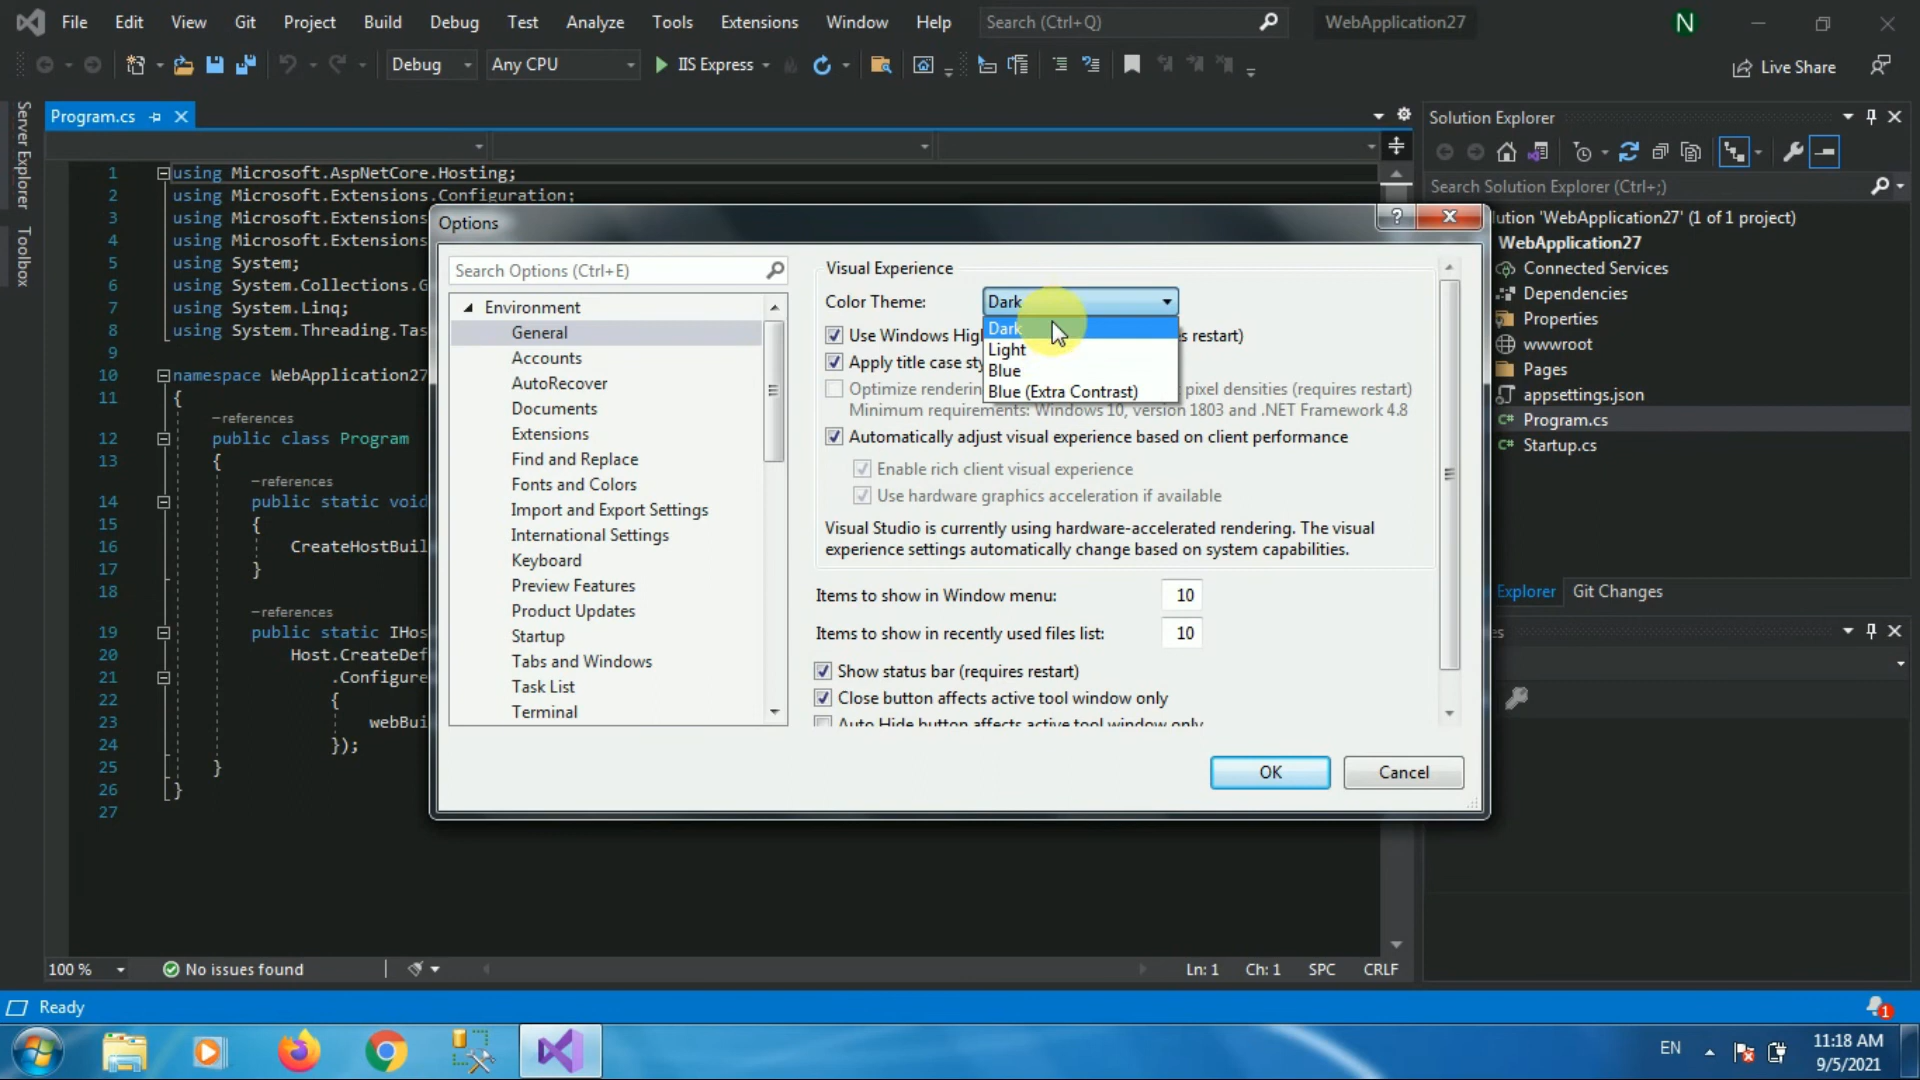 File Edit View Git Project Build Debug Test Analyze Tools Extensions Window Help Search (Ctrl+Q) WebApplication27 N
Debug Any CPU IIS Express Live Share
Server Explorer
Toolbox
Program.cs
1 using Microsoft.AspNetCore.Hosting;
2 using Microsoft.Extensions.Configuration;
3 using Microsoft.Extensions
4 using Microsoft.Extensions
5 using System;
6 using System.Collections.G
7 using System.Linq;
8 using System.Threading.Tas
9
10 namespace WebApplication27
11 {
–references
12 public class Program
13 {
–references
14 public static void
15 {
16 CreateHostBuil
17 }
18
–references
19 public static IHos
20 Host.CreateDef
21 .Configure
22 {
23 webBui
24 });
25 }
26 }
27
Options
?
Search Options (Ctrl+E)
Environment
General
Accounts
AutoRecover
Documents
Extensions
Find and Replace
Fonts and Colors
Import and Export Settings
International Settings
Keyboard
Preview Features
Product Updates
Startup
Tabs and Windows
Task List
Terminal
Visual Experience
Color Theme: Dark
Dark
Light
Blue
Blue (Extra Contrast)
Use Windows Hig s restart)
Apply title case sty
Optimize renderin pixel densities (requires restart)
Minimum requirements: Windows 10, version 1803 and .NET Framework 4.8
Automatically adjust visual experience based on client performance
Enable rich client visual experience
Use hardware graphics acceleration if available
Visual Studio is currently using hardware-accelerated rendering. The visual
experience settings automatically change based on system capabilities.
Items to show in Window menu: 10
Items to show in recently used files list: 10
Show status bar (requires restart)
Close button affects active tool window only
Auto Hide button affects active tool window only
OK Cancel
Solution Explorer
Search Solution Explorer (Ctrl+;)
lution 'WebApplication27' (1 of 1 project)
WebApplication27
Connected Services
Dependencies
Properties
wwwroot
Pages
appsettings.json
C# Program.cs
C# Startup.cs
Explorer Git Changes
es
100 % No issues found Ln: 1 Ch: 1 SPC CRLF
Ready 1
EN 11:18 AM
9/5/2021